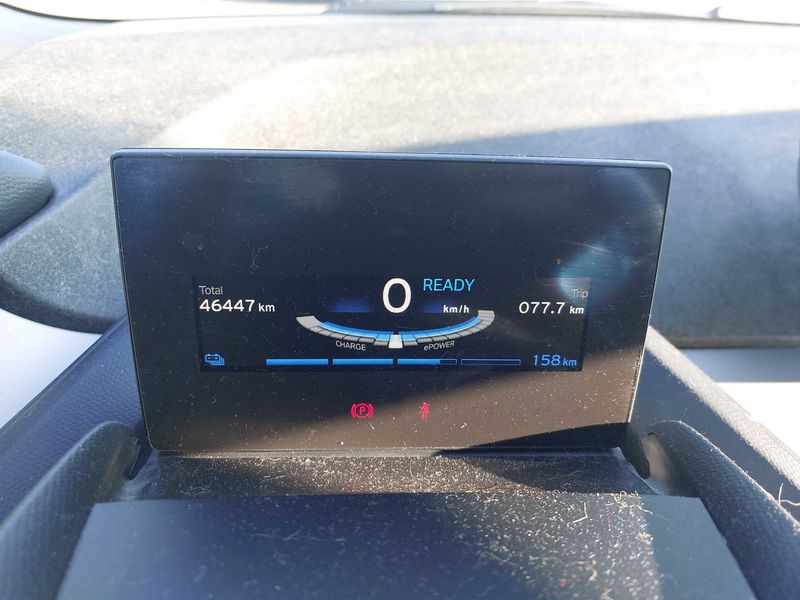 READY
Total
0
Trip
46447 km
km/h
077.7 km
CHARGE
ePOWER
158 km
P